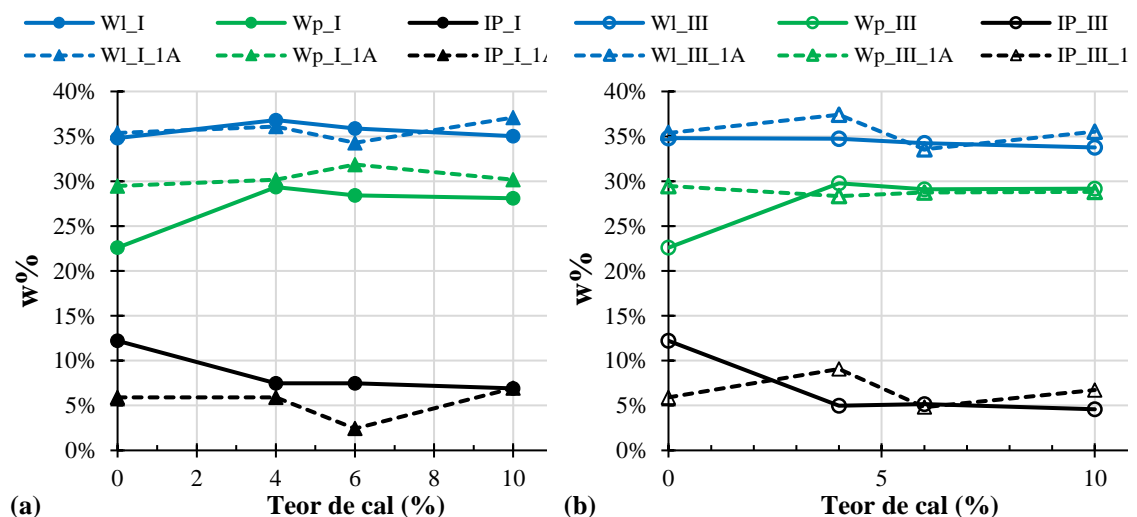 Wl_I Wp_I IP_I
Wl_I_1A Wp_I_1A IP_I_1A
40%
35%
30%
25%
20%
15%
10%
5%
0%
w%
0 2 4 6 8 10
(a) Teor de cal (%)
Wl_III Wp_III IP_III
Wl_III_1A Wp_III_1A IP_III_1
40%
35%
30%
25%
20%
15%
10%
5%
0%
w%
0 5 10
(b) Teor de cal (%)